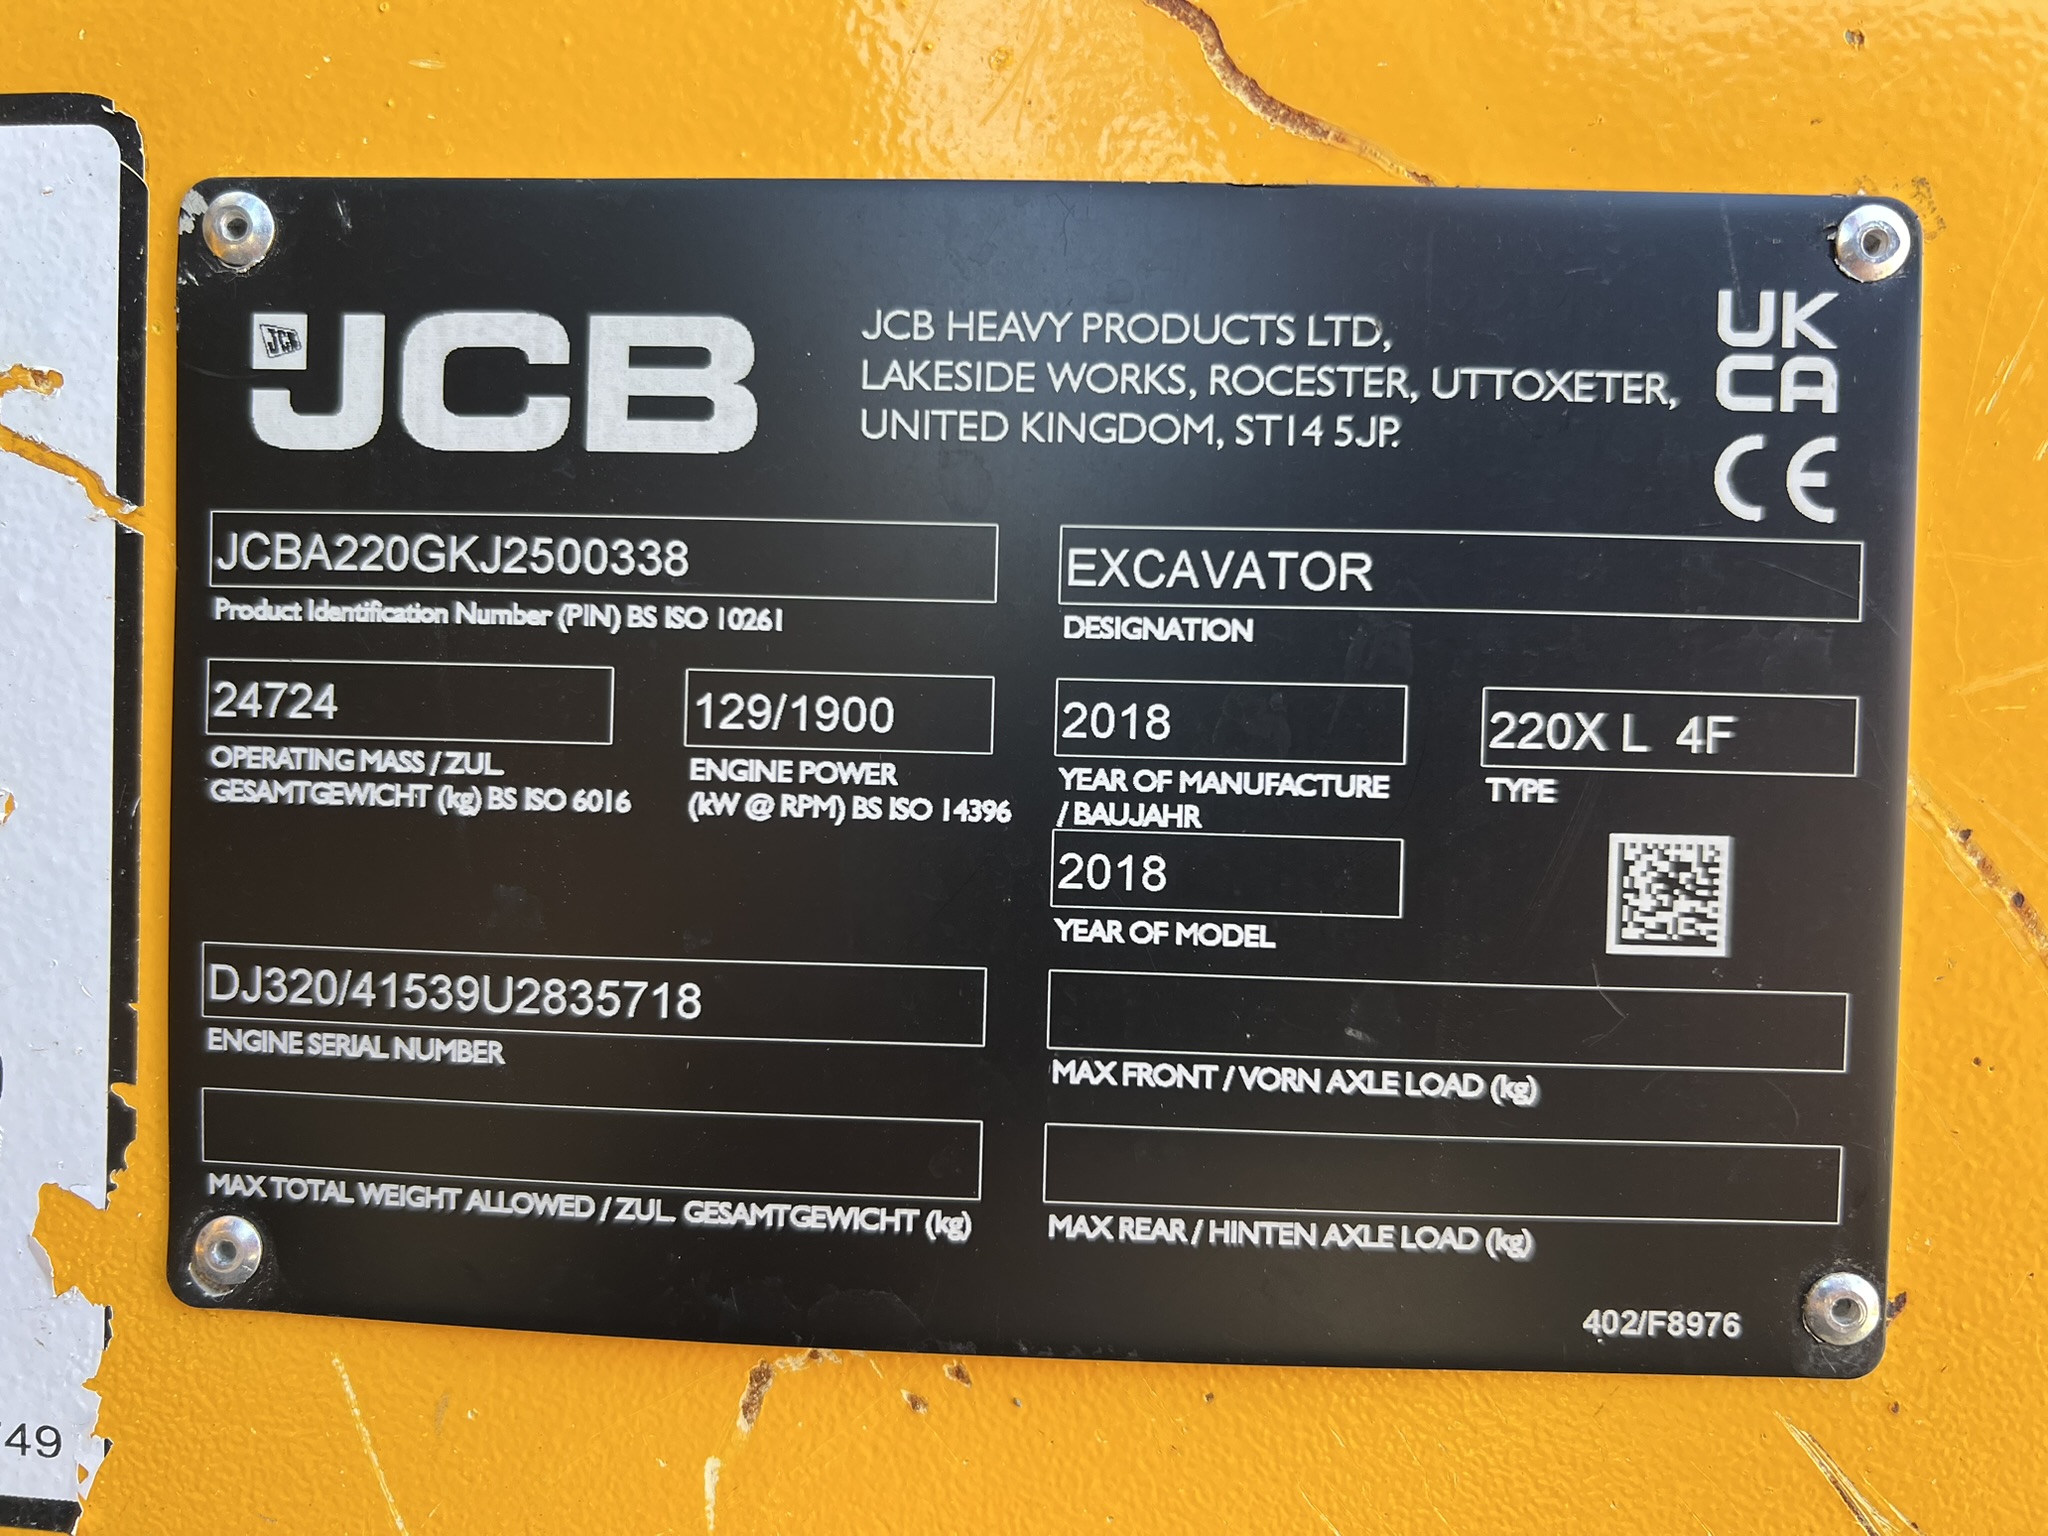 JCB
JCB HEAVY PRODUCTS LTD,
LAKESIDE WORKS, ROCESTER, UTTOXETER,
UNITED KINGDOM, ST14 5JP.
UK
CA
CE
JCBA220GKJ2500338
Product Identification Number (PIN) BS ISO 10261
EXCAVATOR
DESIGNATION
24724
OPERATING MASS / ZUL.
GESAMTGEWICHT (kg) BS ISO 6016
129/1900
ENGINE POWER
(kW @ RPM) BS ISO 14396
2018
YEAR OF MANUFACTURE
/ BAUJAHR
220X L 4F
TYPE
2018
YEAR OF MODEL
DJ320/41539U2835718
ENGINE SERIAL NUMBER
MAX FRONT / VORN AXLE LOAD (kg)
MAX TOTAL WEIGHT ALLOWED / ZUL. GESAMTGEWICHT (kg)
MAX REAR / HINTEN AXLE LOAD (kg)
402/F8976
49